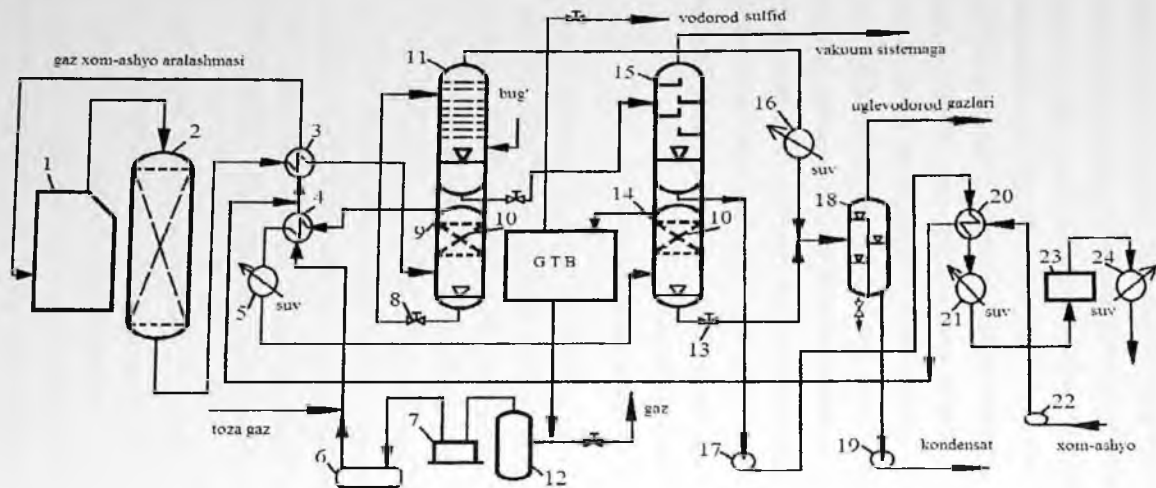 vodorod sulfid
vakuum sistemaga
gaz xom-ashyo aralashmasi
11
15
bug'
16
uglevodorod gazlari
2
3
suv
1
4
14
18
20
9
10
10
GTB
23
24
5
suv
8
13
21
suv
suv
toza gaz
7
gaz
22
6
12
17
19
kondensat
xom-ashyo